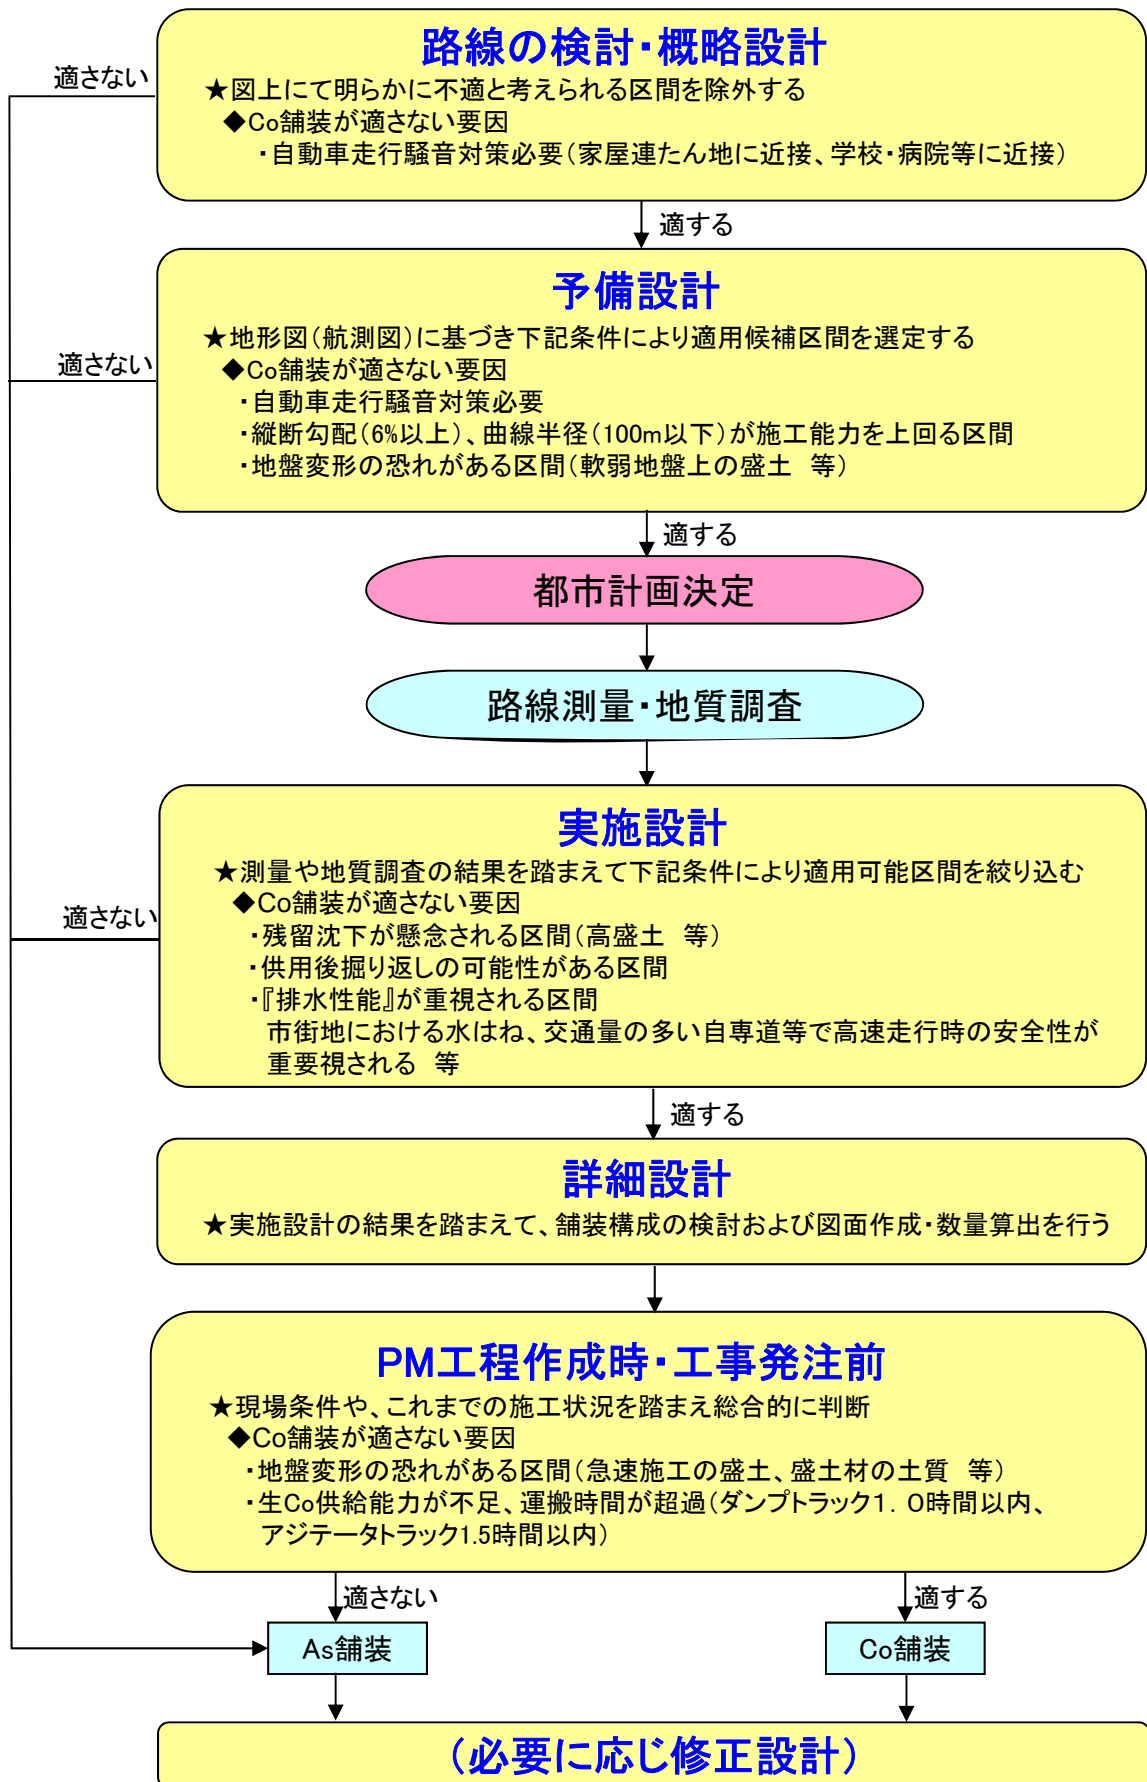 路線の検討・概略設計
適さない
★図上にて明らかに不適と考えられる区間を除外する
◆Co舗装が適さない要因
・自動車走行騒音対策必要(家屋連たん地に近接、学校・病院等に近接)
適する
予備設計
★地形図(航測図)に基づき下記条件により適用候補区間を選定する
適さない
◆Co舗装が適さない要因
・自動車走行騒音対策必要
・縦断勾配(6%以上)、曲線半径(100m以下)が施工能力を上回る区間
・地盤変形の恐れがある区間(軟弱地盤上の盛土 等)
適する
都市計画決定
路線測量・地質調査
実施設計
★測量や地質調査の結果を踏まえて下記条件により適用可能区間を絞り込む
◆Co舗装が適さない要因
適さない
・残留沈下が懸念される区間(高盛土 等)
・供用後掘り返しの可能性がある区間
・『排水性能』が重視される区間
市街地における水はね、交通量の多い自専道等で高速走行時の安全性が
重要視される 等
適する
詳細設計
★実施設計の結果を踏まえて、舗装構成の検討および図面作成・数量算出を行う
PM工程作成時・工事発注前
★現場条件や、これまでの施工状況を踏まえ総合的に判断
◆Co舗装が適さない要因
・地盤変形の恐れがある区間(急速施工の盛土、盛土材の土質 等)
・生Co供給能力が不足、運搬時間が超過(ダンプトラック1.0時間以内、
アジテータトラック1.5時間以内)
適さない
適する
As舗装
Co舗装
(必要に応じ修正設計)